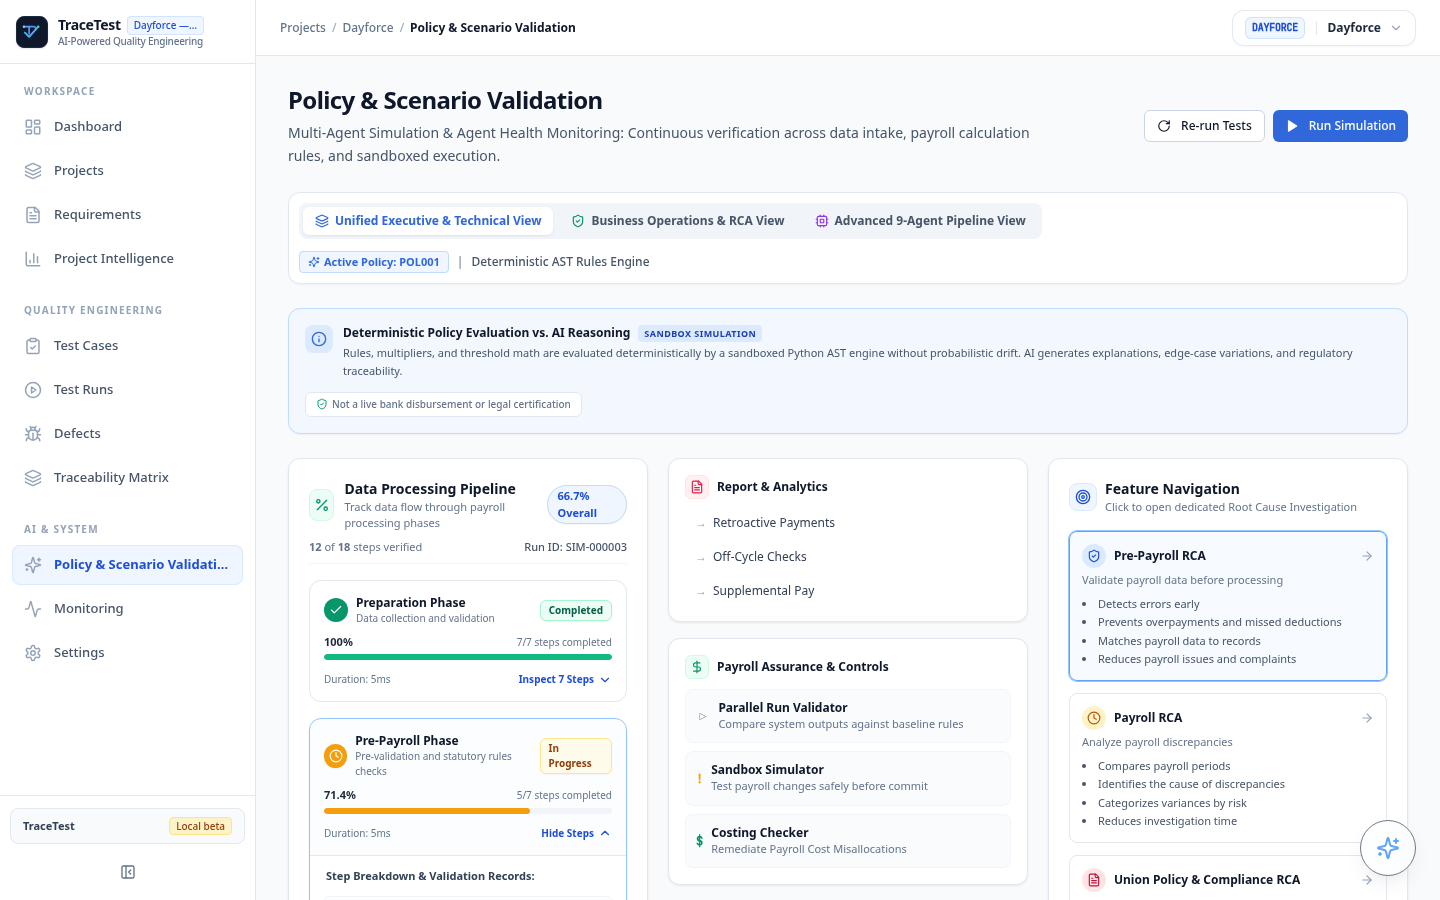 TraceTest
Dayforce —...
AI-Powered Quality Engineering
WORKSPACE
Dashboard
Projects
Requirements
Project Intelligence
QUALITY ENGINEERING
Test Cases
Test Runs
Defects
Traceability Matrix
AI & SYSTEM
Policy & Scenario Validati...
Monitoring
Settings
TraceTest
Local beta
Projects / Dayforce / Policy & Scenario Validation
DAYFORCE
Dayforce
Policy & Scenario Validation
Multi-Agent Simulation & Agent Health Monitoring: Continuous verification across data intake, payroll calculation
rules, and sandboxed execution.
Re-run Tests
Run Simulation
Unified Executive & Technical View
Business Operations & RCA View
Advanced 9-Agent Pipeline View
Active Policy: POL001 | Deterministic AST Rules Engine
Deterministic Policy Evaluation vs. AI Reasoning
SANDBOX SIMULATION
Rules, multipliers, and threshold math are evaluated deterministically by a sandboxed Python AST engine without probabilistic drift. AI generates explanations, edge-case variations, and regulatory
traceability.
Not a live bank disbursement or legal certification
Data Processing Pipeline
Track data flow through payroll
processing phases
66.7%
Overall
12 of 18 steps verified
Run ID: SIM-000003
Preparation Phase
Data collection and validation
Completed
100%
7/7 steps completed
Duration: 5ms
Inspect 7 Steps
Pre-Payroll Phase
Pre-validation and statutory rules
checks
In
Progress
71.4%
5/7 steps completed
Duration: 5ms
Hide Steps
Step Breakdown & Validation Records:
Report & Analytics
→ Retroactive Payments
→ Off-Cycle Checks
→ Supplemental Pay
Payroll Assurance & Controls
Parallel Run Validator
Compare system outputs against baseline rules
! Sandbox Simulator
Test payroll changes safely before commit
$ Costing Checker
Remediate Payroll Cost Misallocations
Feature Navigation
Click to open dedicated Root Cause Investigation
Pre-Payroll RCA
Validate payroll data before processing
• Detects errors early
• Prevents overpayments and missed deductions
• Matches payroll data to records
• Reduces payroll issues and complaints
Payroll RCA
Analyze payroll discrepancies
• Compares payroll periods
• Identifies the cause of discrepancies
• Categorizes variances by risk
• Reduces investigation time
Union Policy & Compliance RCA